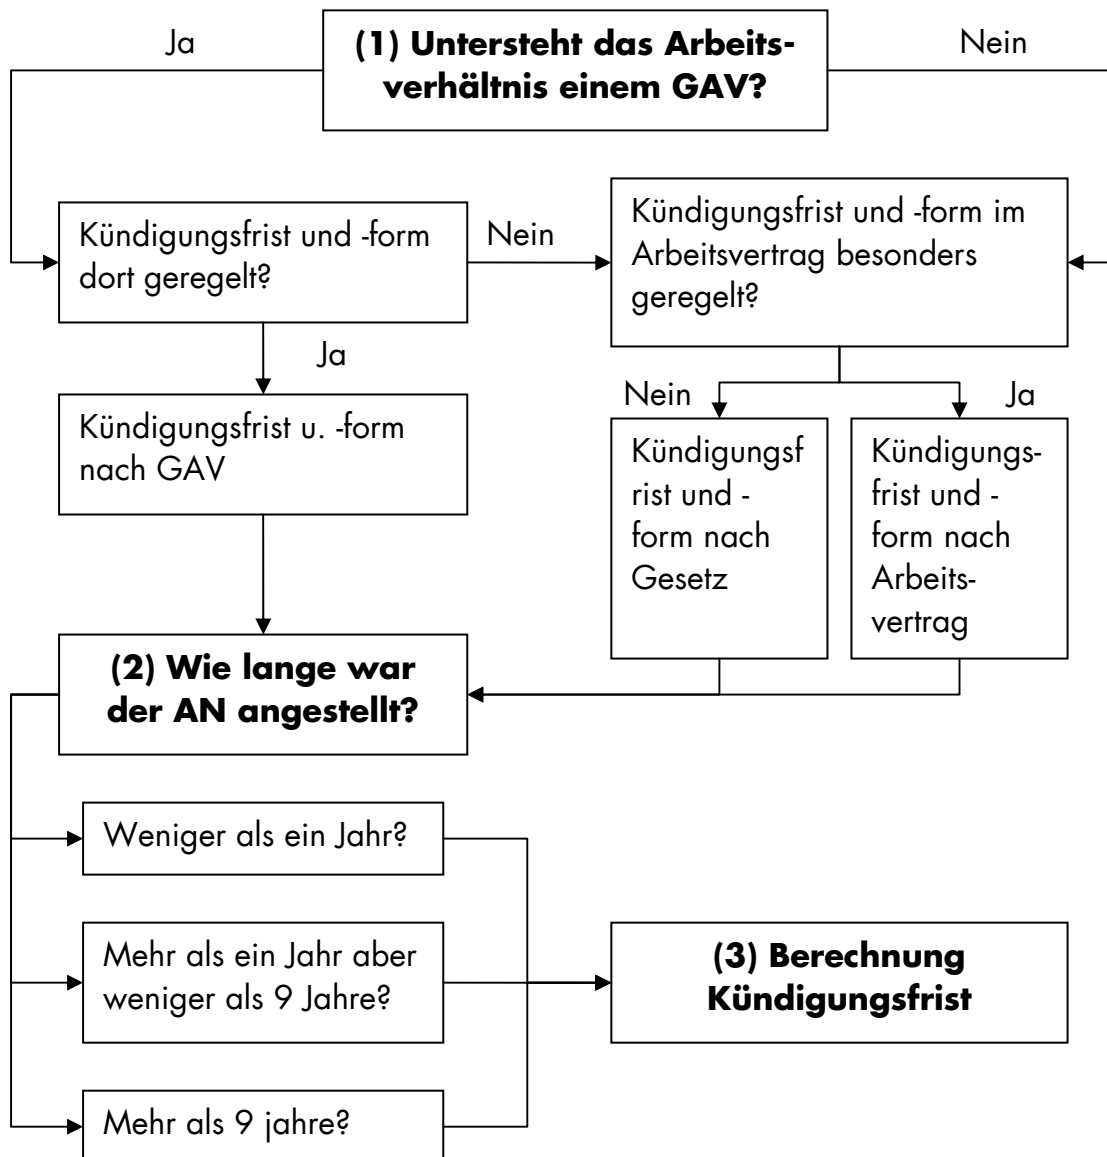 Ja
(1) Untersteht das Arbeits-
verhältnis einem GAV?
Nein
Kündigungsfrist und -form
dort geregelt?
Nein
Kündigungsfrist und -form im
Arbeitsvertrag besonders
geregelt?
Ja
Kündigungsfrist u. -form
nach GAV
Nein
Ja
Kündigungsf
rist und -
form nach
Gesetz
Kündigungs-
frist und -
form nach
Arbeits-
vertrag
(2) Wie lange war
der AN angestellt?
Weniger als ein Jahr?
Mehr als ein Jahr aber
weniger als 9 Jahre?
(3) Berechnung
Kündigungsfrist
Mehr als 9 jahre?